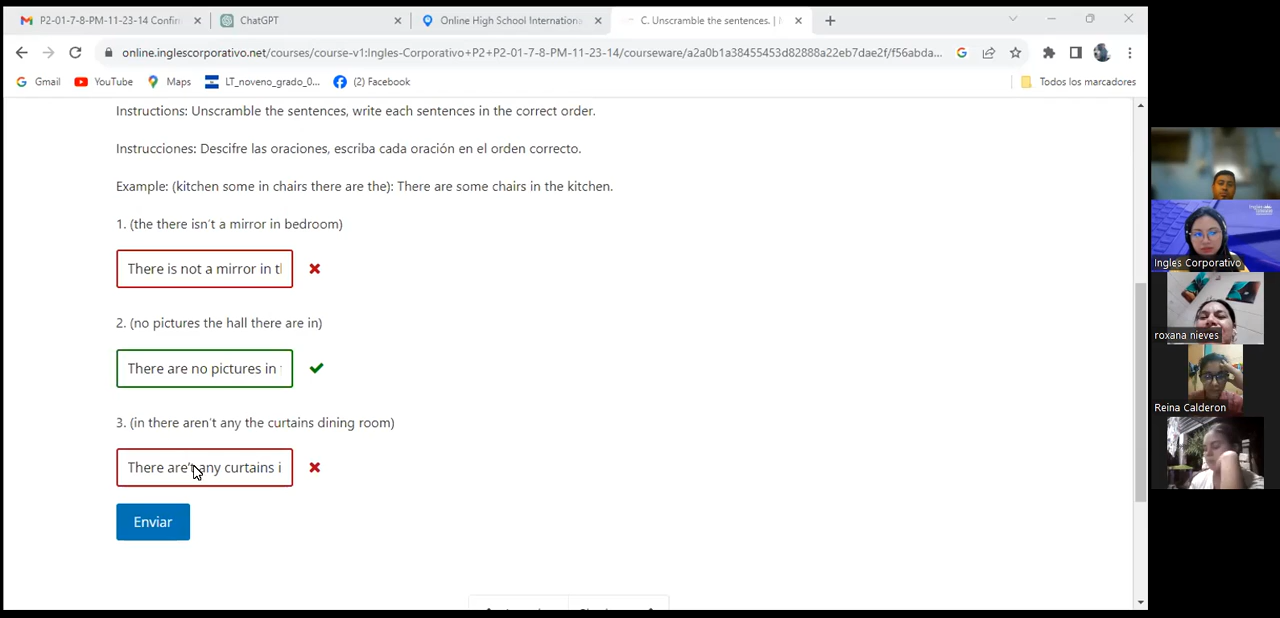 P2-01-7-8-PM-11-23-14 Confirm
ChatGPT
Online High School Internationa
C. Unscramble the sentences. |
online.inglescorporativo.net/courses/course-v1:Ingles-Corporativo+P2+P2-01-7-8-PM-11-23-14/courseware/a2a0b1a38455453d82888a22eb7dae2f/f56abda...
Gmail
YouTube
Maps
LT_noveno_grado_0...
(2) Facebook
Todos los marcadores
Instructions: Unscramble the sentences, write each sentences in the correct order.
Instrucciones: Descifre las oraciones, escriba cada oración en el orden correcto.
Example: (kitchen some in chairs there are the): There are some chairs in the kitchen.
1. (the there isn't a mirror in bedroom)
There is not a mirror in t
2. (no pictures the hall there are in)
There are no pictures in
3. (in there aren't any the curtains dining room)
There are't any curtains i
Enviar
Ingles Corporativo
roxana nieves
Reina Calderon